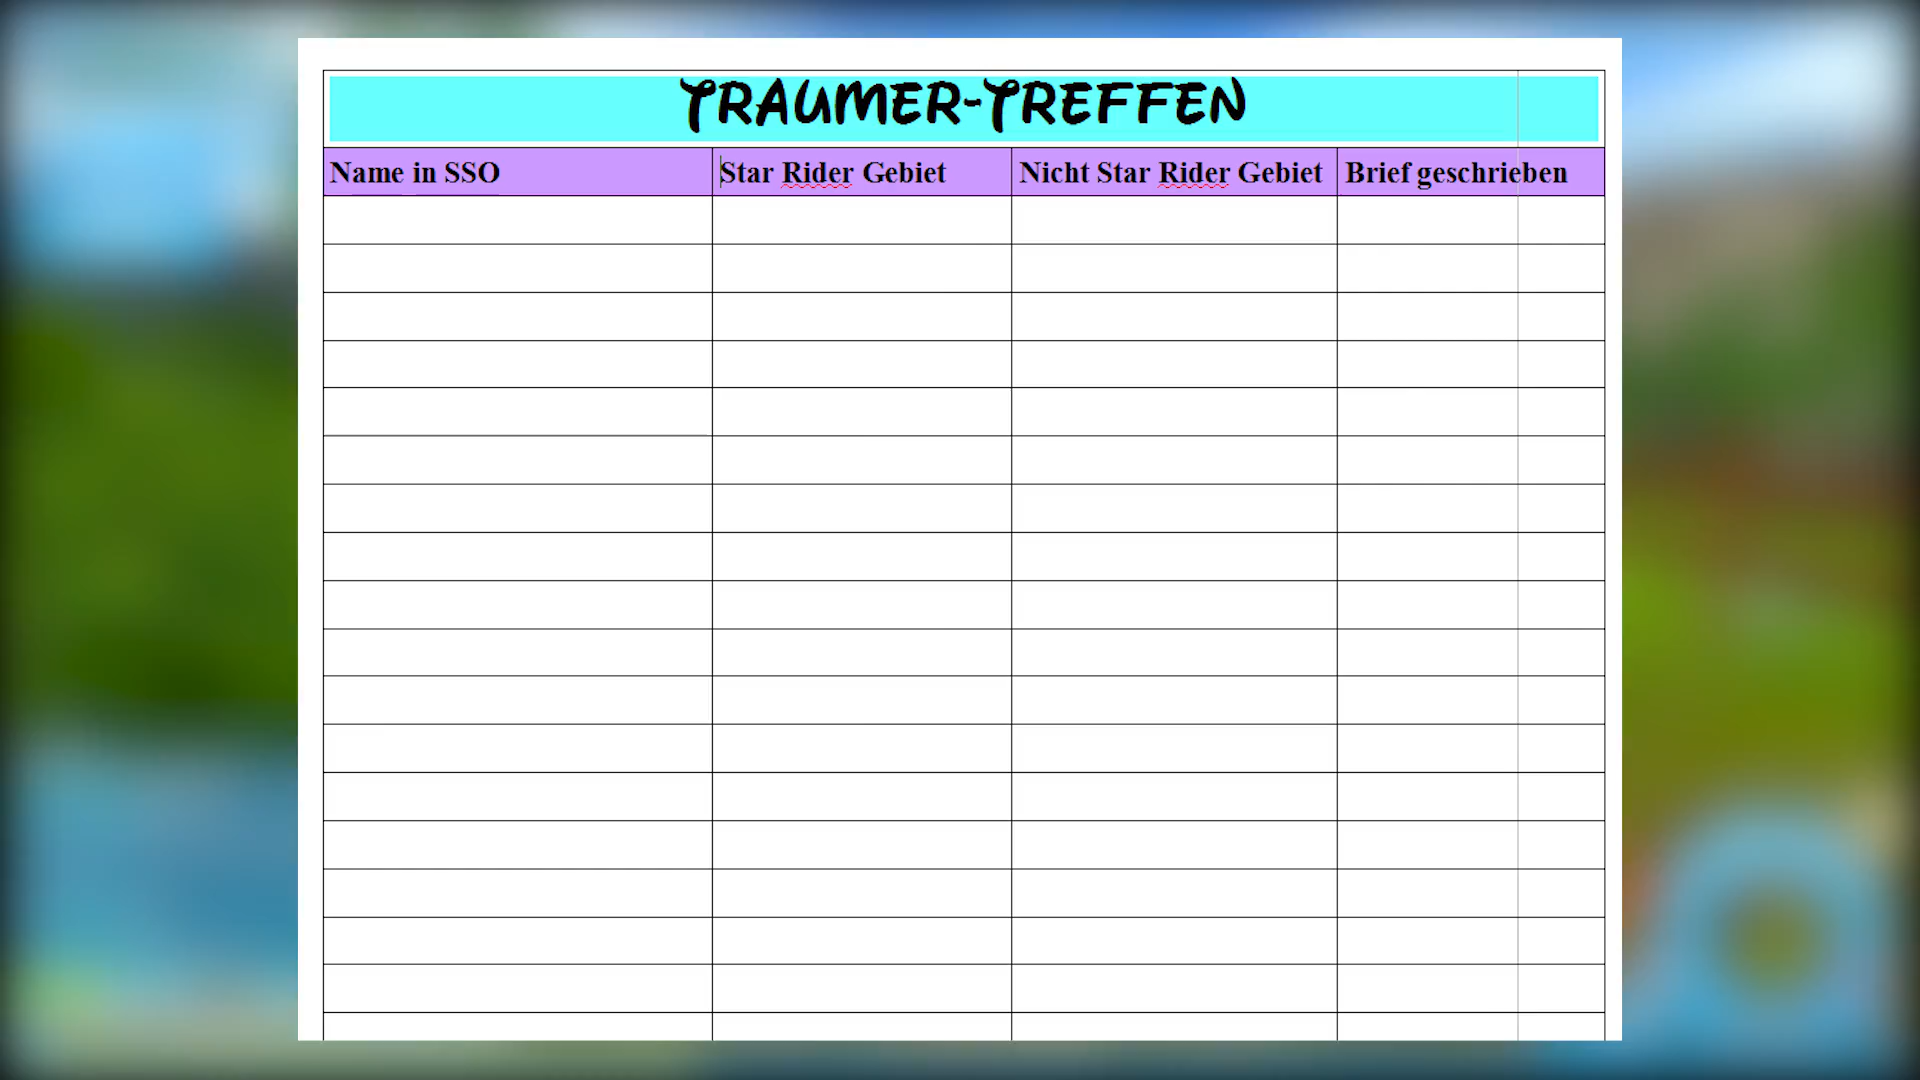 TRAUMER-TREFFEN
Name in SSO Star Rider Gebiet Nicht Star Rider Gebiet Brief geschrieben